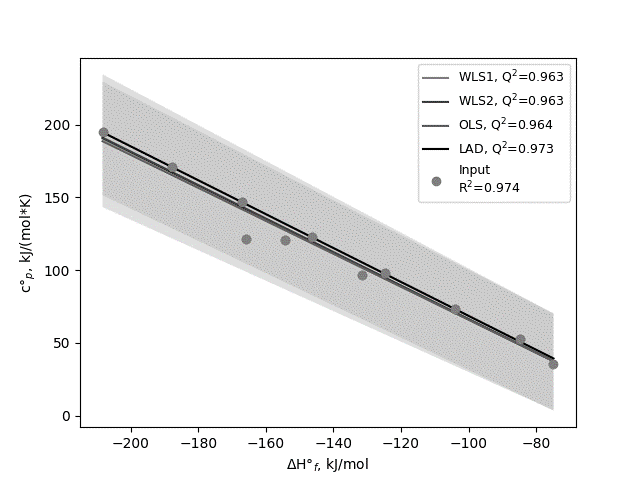 WLS1, Q²=0.963
WLS2, Q²=0.963
OLS, Q²=0.964
LAD, Q²=0.973
Input
R²=0.974
200
150
100
50
0
c°ₚ, kJ/(mol*K)
−200 −180 −160 −140 −120 −100 −80
ΔH°f, kJ/mol